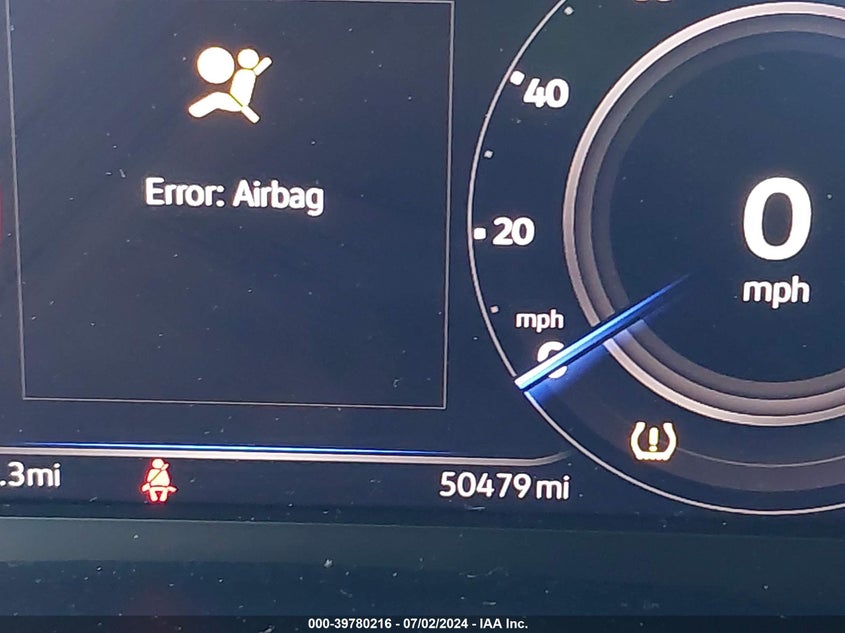 40
Error: Airbag
20
0
mph
mph
.3mi
50479 mi
000-39780216 - 07/02/2024 - IAA Inc.